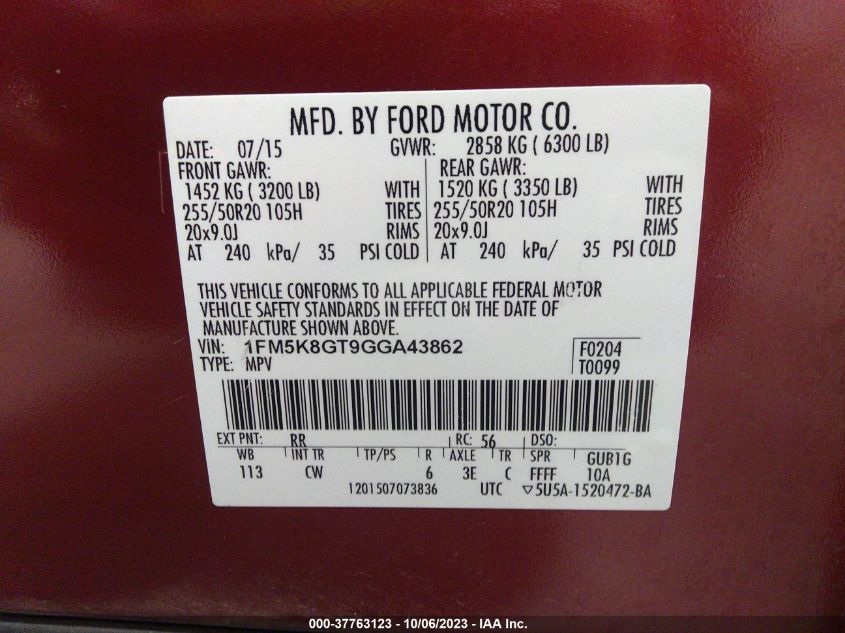 MFD. BY FORD MOTOR CO.
DATE: 07/15 GVWR: 2858 KG ( 6300 LB)
FRONT GAWR: REAR GAWR:
1452 KG ( 3200 LB) WITH 1520 KG ( 3350 LB) WITH
255/50R20 105H TIRES 255/50R20 105H TIRES
20x9.0J RIMS 20x9.0J RIMS
AT 240 kPa/ 35 PSI COLD AT 240 kPa/ 35 PSI COLD
THIS VEHICLE CONFORMS TO ALL APPLICABLE FEDERAL MOTOR
VEHICLE SAFETY STANDARDS IN EFFECT ON THE DATE OF
MANUFACTURE SHOWN ABOVE.
VIN: 1FM5K8GT9GGA43862 F0204
TYPE: MPV T0099
EXT PNT: RR RC: 56 DSO:
WB INT TR TP/PS R AXLE TR SPR GUB1G
113 CW 6 3E C FFFF 10A
1201507073836 UTC ▽5U5A-1520472-BA
000-37763123 - 10/06/2023 - IAA Inc.